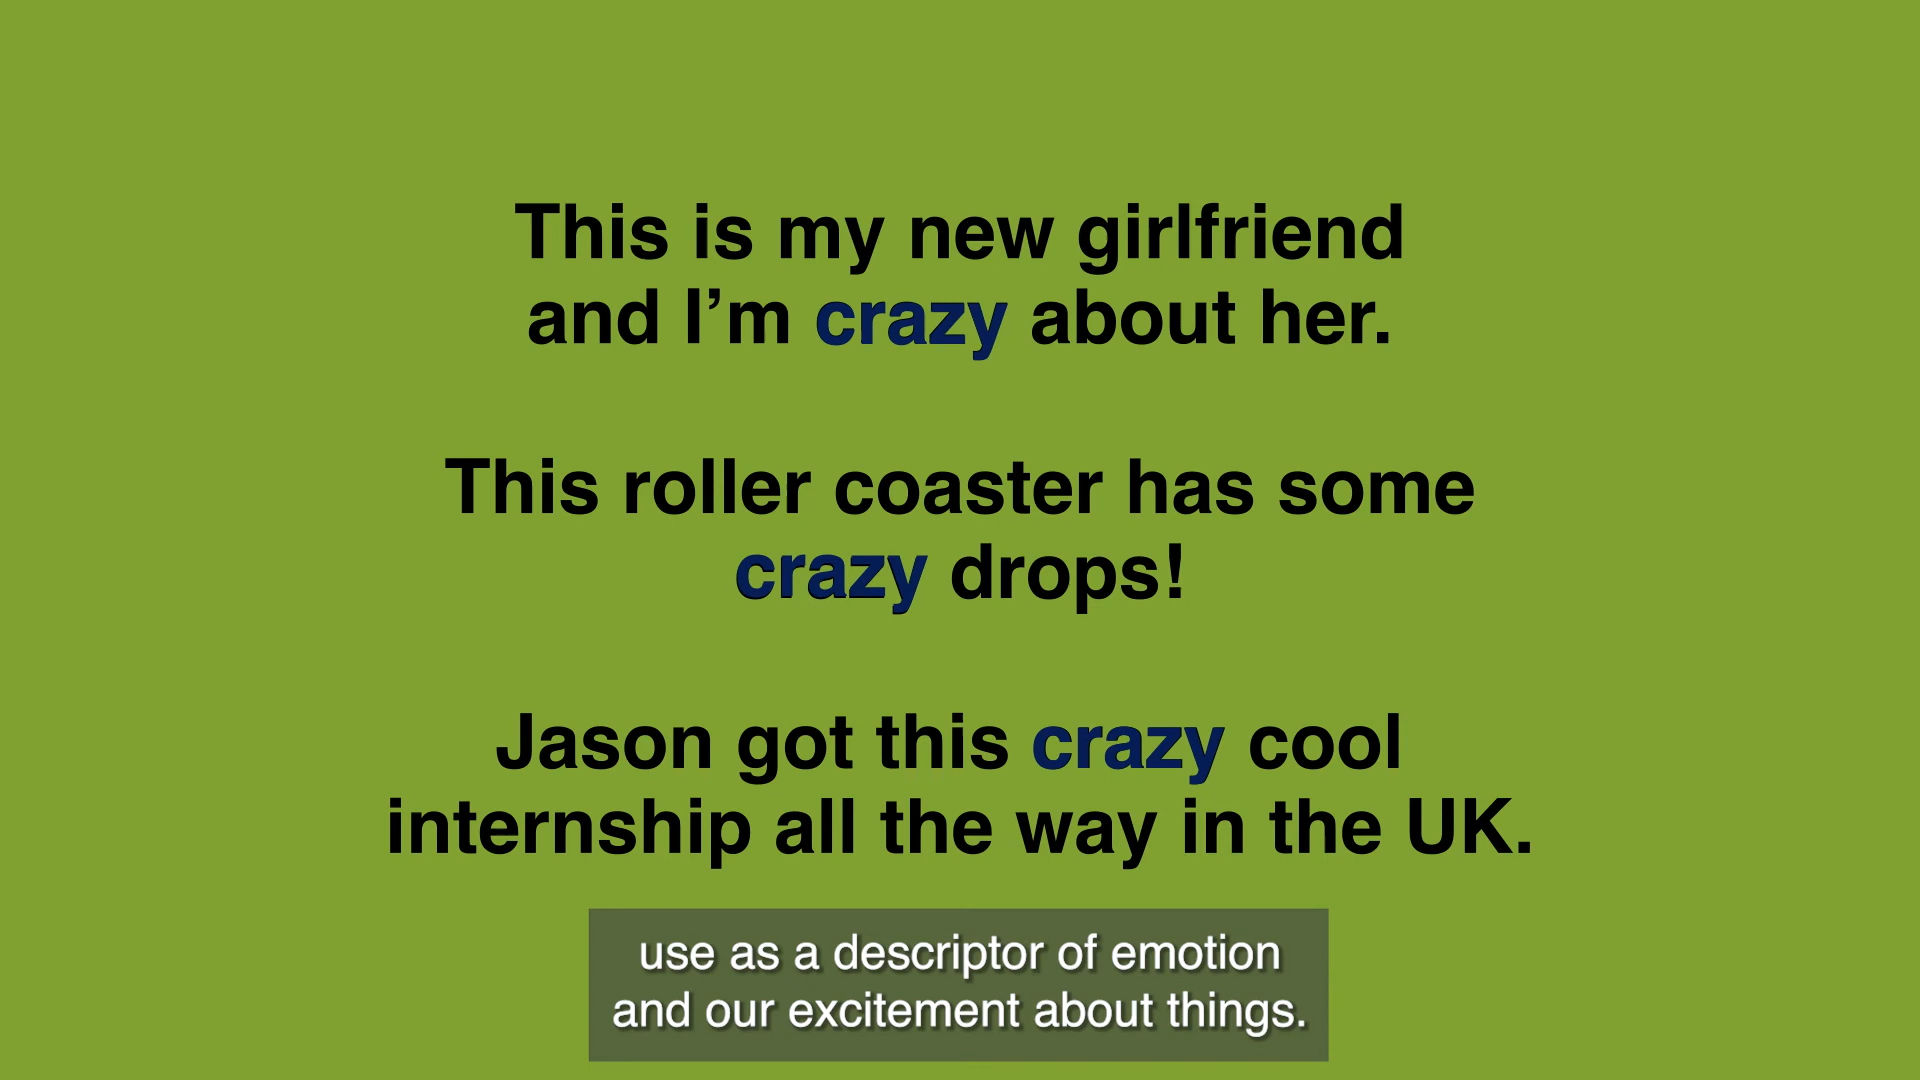 This is my new girlfriend
and I’m crazy about her.
This roller coaster has some
crazy drops!
Jason got this crazy cool
internship all the way in the UK.
use as a descriptor of emotion
and our excitement about things.